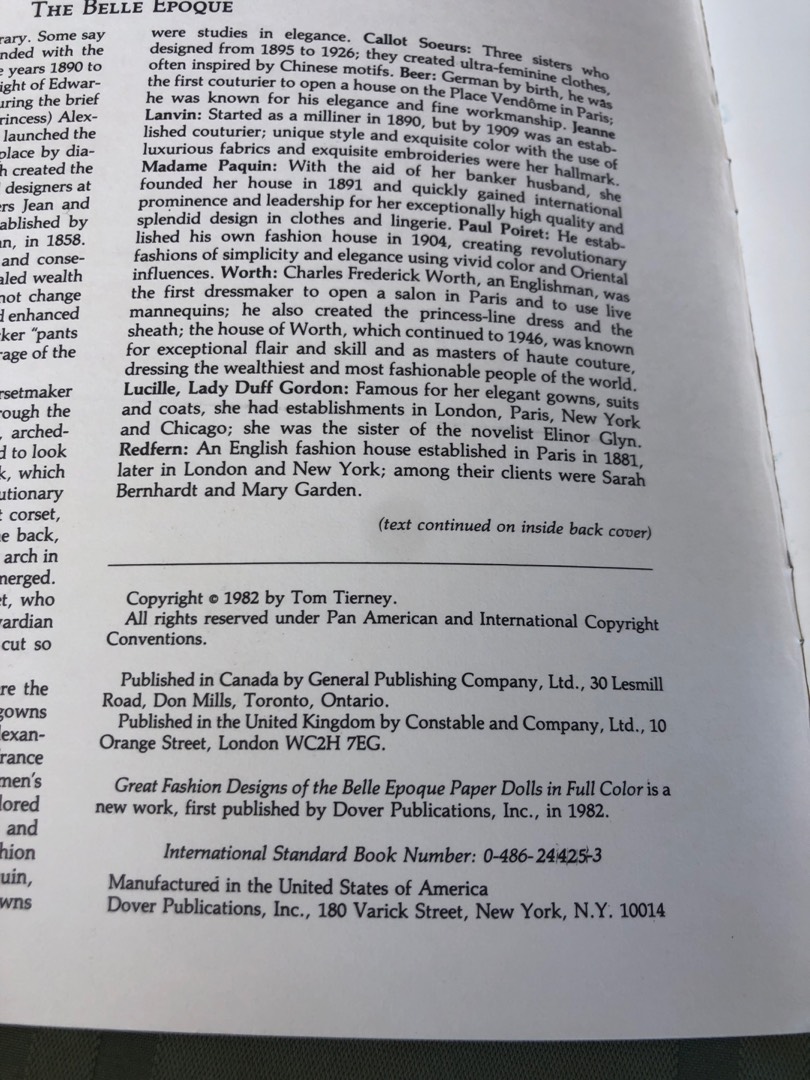 THE BELLE EPOQUE
rary. Some say
nded with the
e years 1890 to
ight of Edwar-
uring the brief
rincess) Alex-
launched the
place by dia-
h created the
designers at
ers Jean and
ablished by
n, in 1858.
and conse-
aled wealth
not change
d enhanced
ker "pants
rage of the
rsetmaker
rough the
, arched-
d to look
k, which
utionary
t corset,
e back,
arch in
merged.
et, who
vardian
cut so
re the
gowns
lexan-
rance
men's
lored
and
hion
uin,
wns
were studies in elegance. Callot Soeurs: Three sisters who
designed from 1895 to 1926; they created ultra-feminine clothes,
often inspired by Chinese motifs. Beer: German by birth, he was
the first couturier to open a house on the Place Vendôme in Paris;
he was known for his elegance and fine workmanship. Jeanne
Lanvin: Started as a milliner in 1890, but by 1909 was an estab-
lished couturier; unique style and exquisite color with the use of
luxurious fabrics and exquisite embroideries were her hallmark.
Madame Paquin: With the aid of her banker husband, she
founded her house in 1891 and quickly gained international
prominence and leadership for her exceptionally high quality and
splendid design in clothes and lingerie. Paul Poiret: He estab-
lished his own fashion house in 1904, creating revolutionary
fashions of simplicity and elegance using vivid color and Oriental
influences. Worth: Charles Frederick Worth, an Englishman, was
the first dressmaker to open a salon in Paris and to use live
mannequins; he also created the princess-line dress and the
sheath; the house of Worth, which continued to 1946, was known
for exceptional flair and skill and as masters of haute couture,
dressing the wealthiest and most fashionable people of the world.
Lucille, Lady Duff Gordon: Famous for her elegant gowns, suits
and coats, she had establishments in London, Paris, New York
and Chicago; she was the sister of the novelist Elinor Glyn.
Redfern: An English fashion house established in Paris in 1881,
later in London and New York; among their clients were Sarah
Bernhardt and Mary Garden.
(text continued on inside back cover)
Copyright © 1982 by Tom Tierney.
All rights reserved under Pan American and International Copyright
Conventions.
Published in Canada by General Publishing Company, Ltd., 30 Lesmill
Road, Don Mills, Toronto, Ontario.
Published in the United Kingdom by Constable and Company, Ltd., 10
Orange Street, London WC2H 7EG.
Great Fashion Designs of the Belle Epoque Paper Dolls in Full Color is a
new work, first published by Dover Publications, Inc., in 1982.
International Standard Book Number: 0-486-24425-3
Manufactured in the United States of America
Dover Publications, Inc., 180 Varick Street, New York, N.Y. 10014